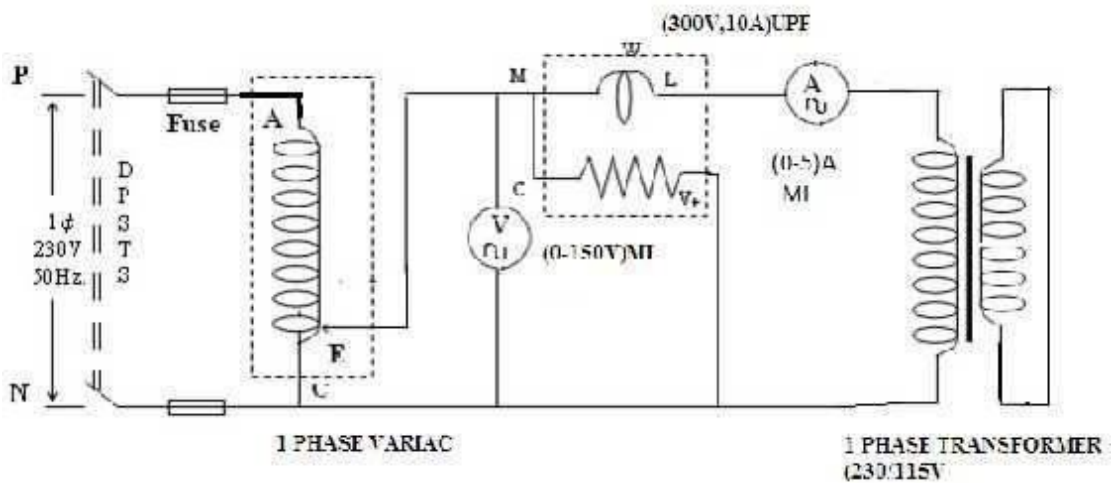 (300V,10A)UPF
W
P
M
L
A
Fuse
A
D
P
S
T
S
(0-5)A
MI
C
V
1ϕ
230V
50Hz.
(0-150V)MI
E
C
N
1 PHASE VARIAC
1 PHASE TRANSFORMER
(230/115V